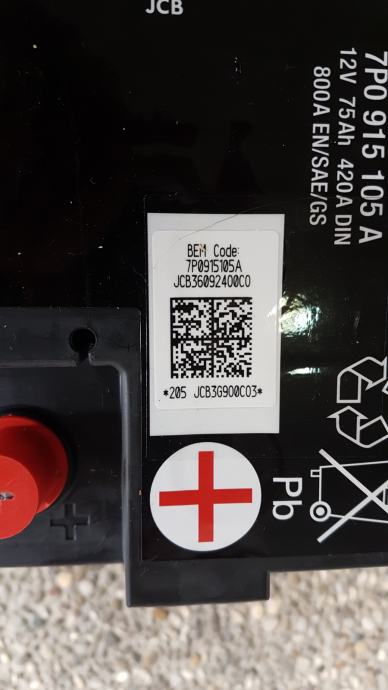 JCB
7P0 915 105 A
12V 75Ah 420A DIN
800A EN/SAE/GS
BEM Code:
7P0915105A
JCB36092400C0
*205 JCB3G900C03*
Pb
+